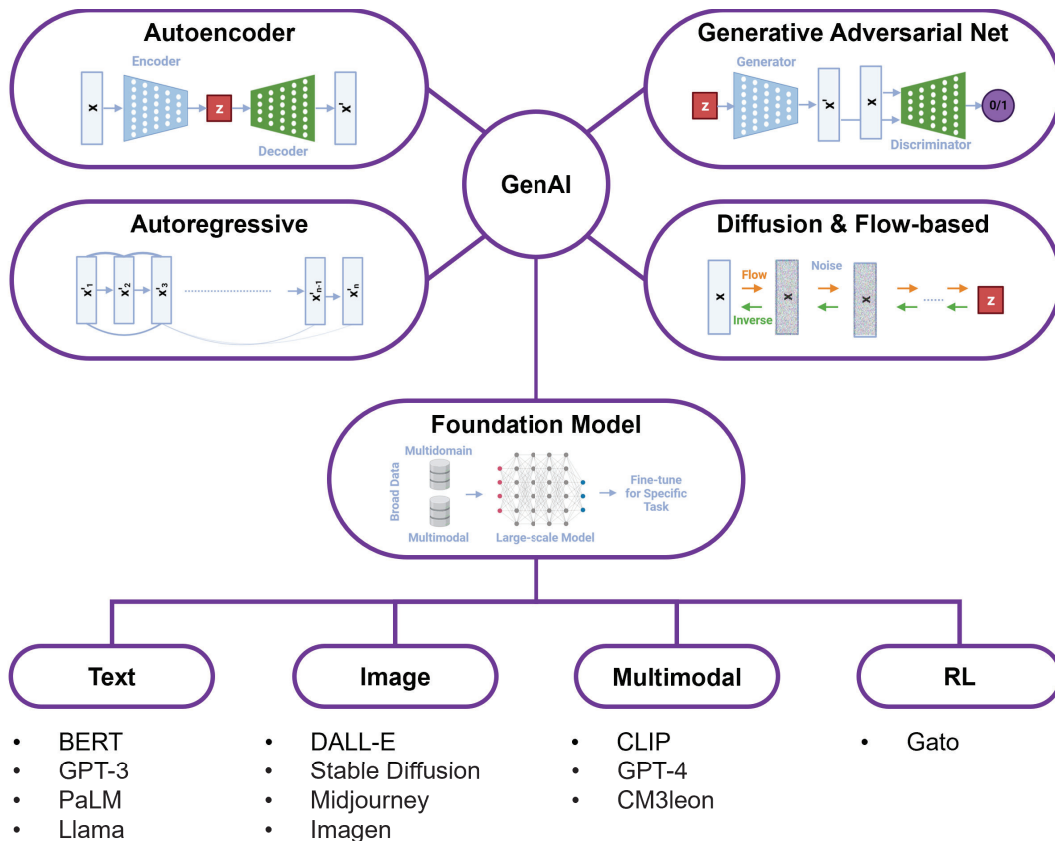 Autoencoder
Encoder
x
z
x'
Decoder
Generative Adversarial Net
Generator
z
x'
x
0/1
Discriminator
GenAI
Autoregressive
x'1
x'2
x'3
x'n-1
x'n
Diffusion & Flow-based
Flow
Noise
x
x
x
z
Inverse
Foundation Model
Multidomain
Broad Data
Multimodal
Large-scale Model
Fine-tune
for Specific
Task
Text
BERT
GPT-3
PaLM
Llama
Image
DALL-E
Stable Diffusion
Midjourney
Imagen
Multimodal
CLIP
GPT-4
CM3leon
RL
Gato